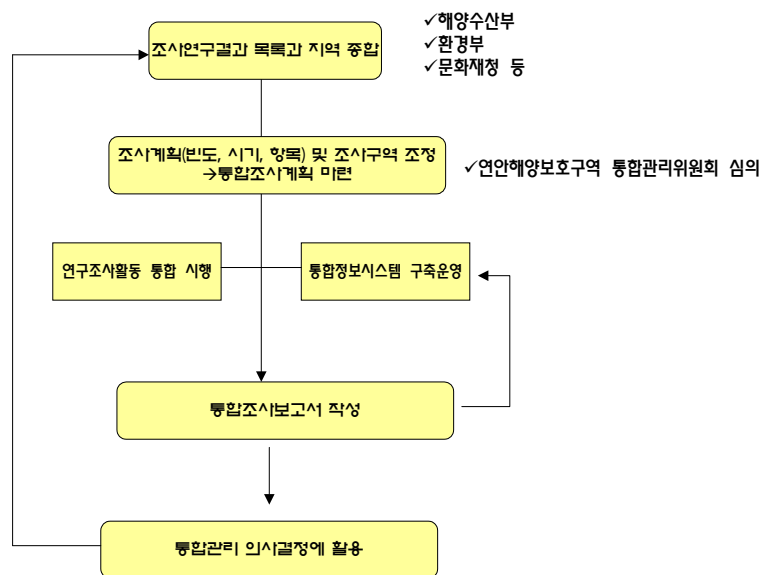 조사연구결과 목록과 지역 종합
✓해양수산부
✓환경부
✓문화재청 등
조사계획(빈도, 시기, 항목) 및 조사구역 조정
→통합조사계획 마련
✓연안해양보호구역 통합관리위원회 심의
연구조사활동 통합 시행
통합정보시스템 구축운영
통합조사보고서 작성
통합관리 의사결정에 활용